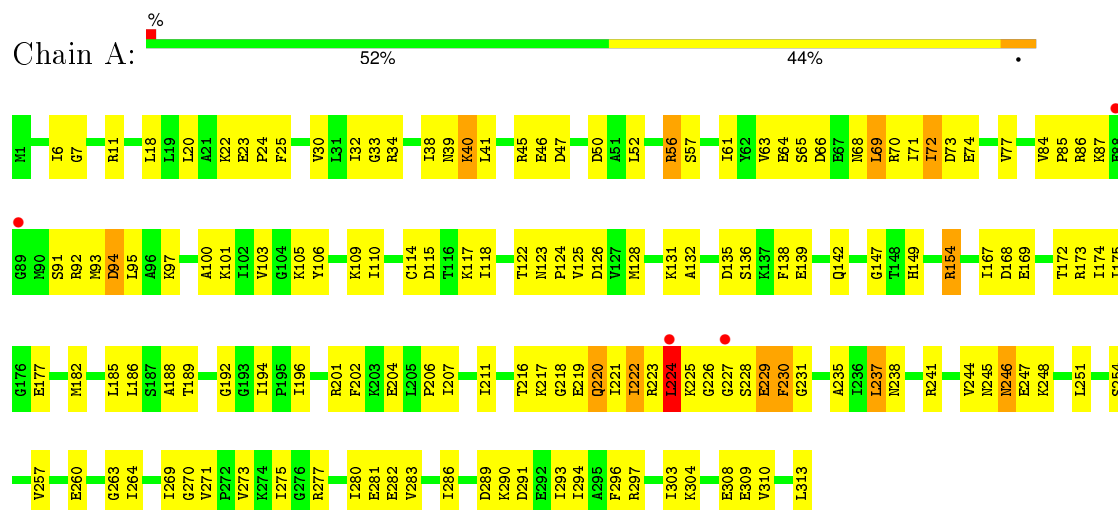 %
Chain A:
52% 44% •
M1 I6 G7 R11 L18 L19 L20 A21 K22 E23 P24 F25 V30 L31 I32 G33 R34 I38 N39 K40 L41 R45 E46 D47 D50 A51 L52 R56 S57 I61 Y62 V63 E64 S65 D66 E67 N68 L69 R70 I71 I72 D73 E74 V77 V84 P85 R86 K87 E88
G89 M90 S91 R92 M93 D94 L95 A96 K97 A100 K101 I102 V103 G104 K105 Y106 K109 I110 C114 D115 T116 K117 I118 T122 N123 P124 V125 D126 V127 M128 K131 A132 D135 S136 K137 F138 E139 Q142 G147 T148 H149 R154 I167 D168 E169 T172 R173 I174 I175
G176 E177 M182 L185 L186 S187 A188 T189 G192 G193 I194 P195 I196 R201 F202 K203 E204 L205 P206 I207 I211 T216 K217 G218 E219 Q220 I221 I222 R223 L224 K225 G226 G227 S228 E229 F230 G231 A235 I236 L237 N238 R241 V244 N245 N246 E247 K248 L251 S254
V257 E260 G263 I264 I269 G270 V271 P272 V273 K274 I275 G276 R277 I280 E281 E282 V283 I286 D289 K290 D291 E292 I293 I294 A295 F296 R297 I303 K304 E308 E309 V310 L313